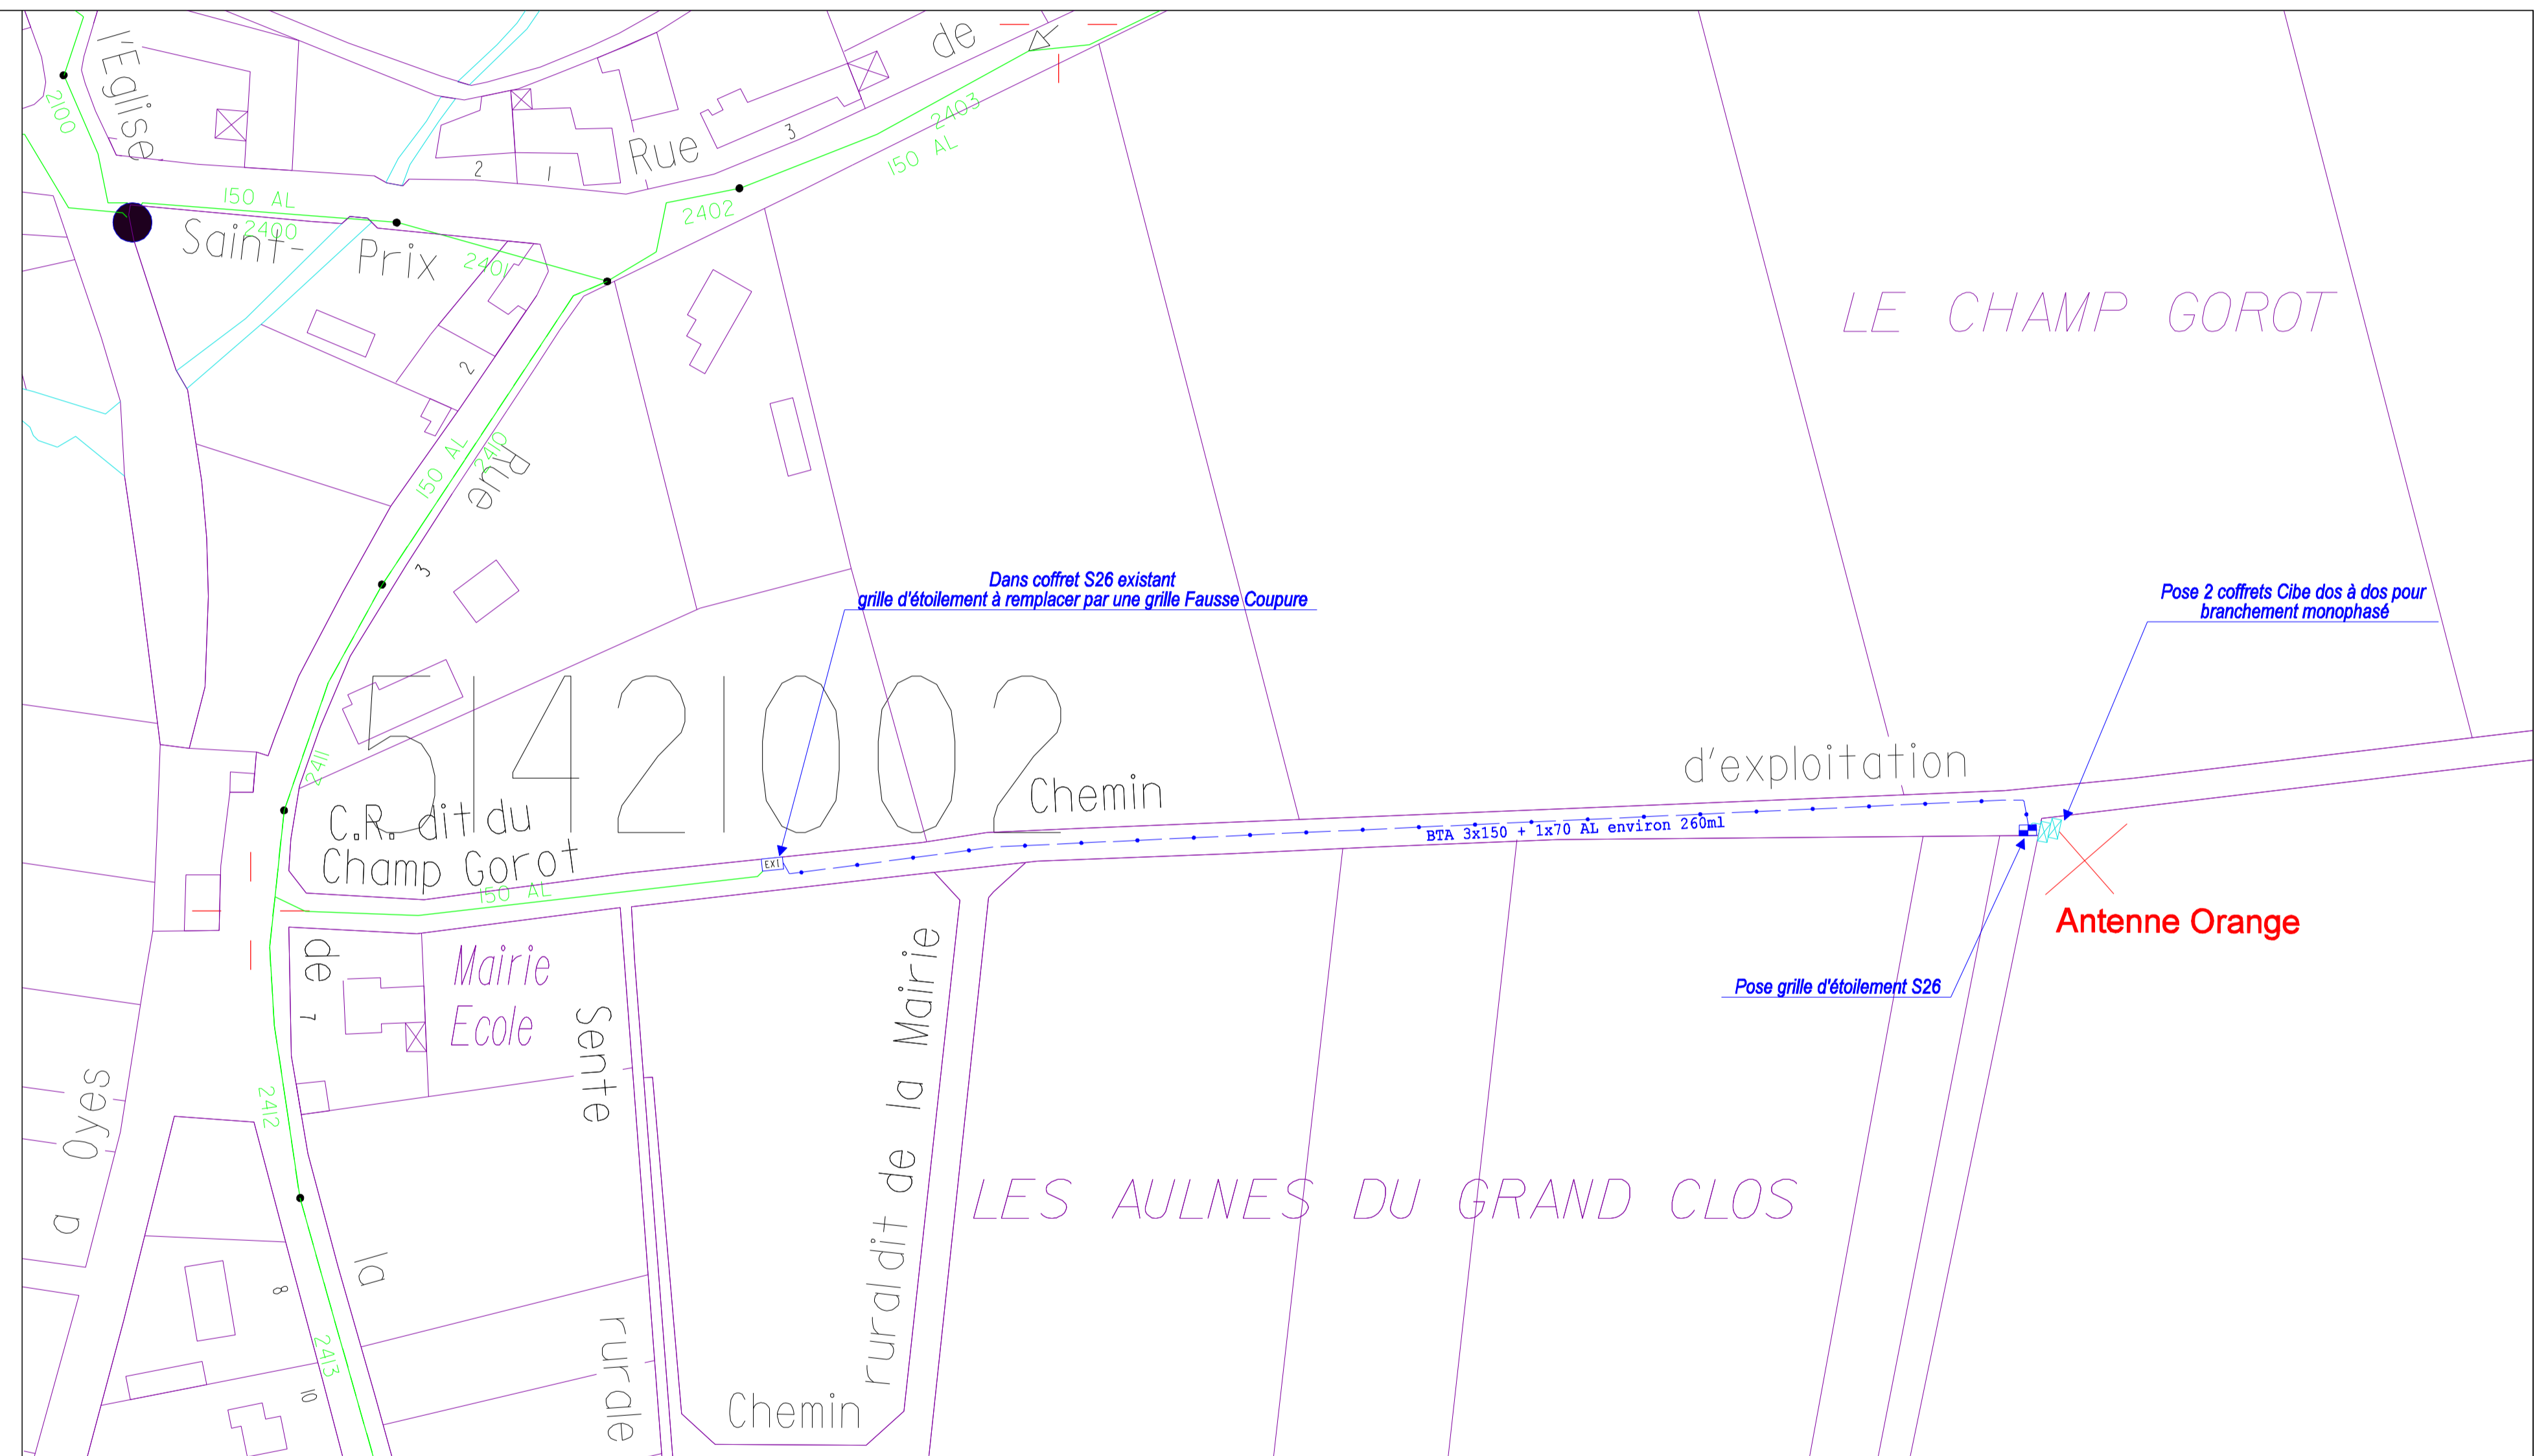 l'Eglise
de
2100
2403
150 AL
Rue
3
2
1
150 AL
2400
2402
Saint-
Prix
2401
LE CHAMP GOROT
2
150 AL
2410
Rue
3
Dans coffret S26 existant
grille d'étoilement à remplacer par une grille Fausse Coupure
Pose 2 coffrets Cibe dos à dos pour
branchement monophasé
51421002
2411
Chemin
d'exploitation
C.R. dit du
Champ Gorot
BTA 3x150 + 1x70 AL environ 260ml
EXI
150 AL
Antenne Orange
de
Mairie
Ecole
7
Pose grille d'étoilement S26
Sente
rural dit de la Mairie
2412
a Oyes
LES AULNES DU GRAND CLOS
la
8
2413
rurale
10
Chemin